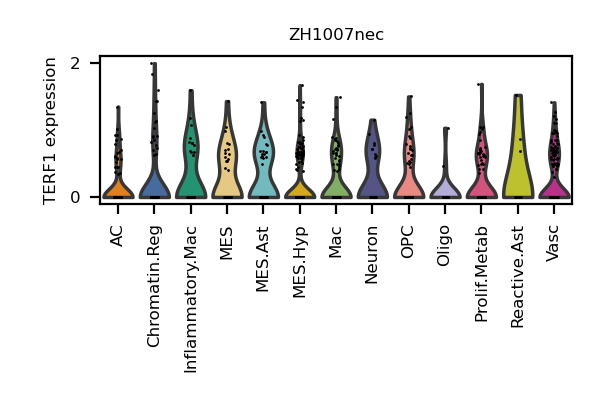 ZH1007nec
TERF1 expression
2
0
AC
Chromatin.Reg
Inflammatory.Mac
MES
MES.Ast
MES.Hyp
Mac
Neuron
OPC
Oligo
Prolif.Metab
Reactive.Ast
Vasc